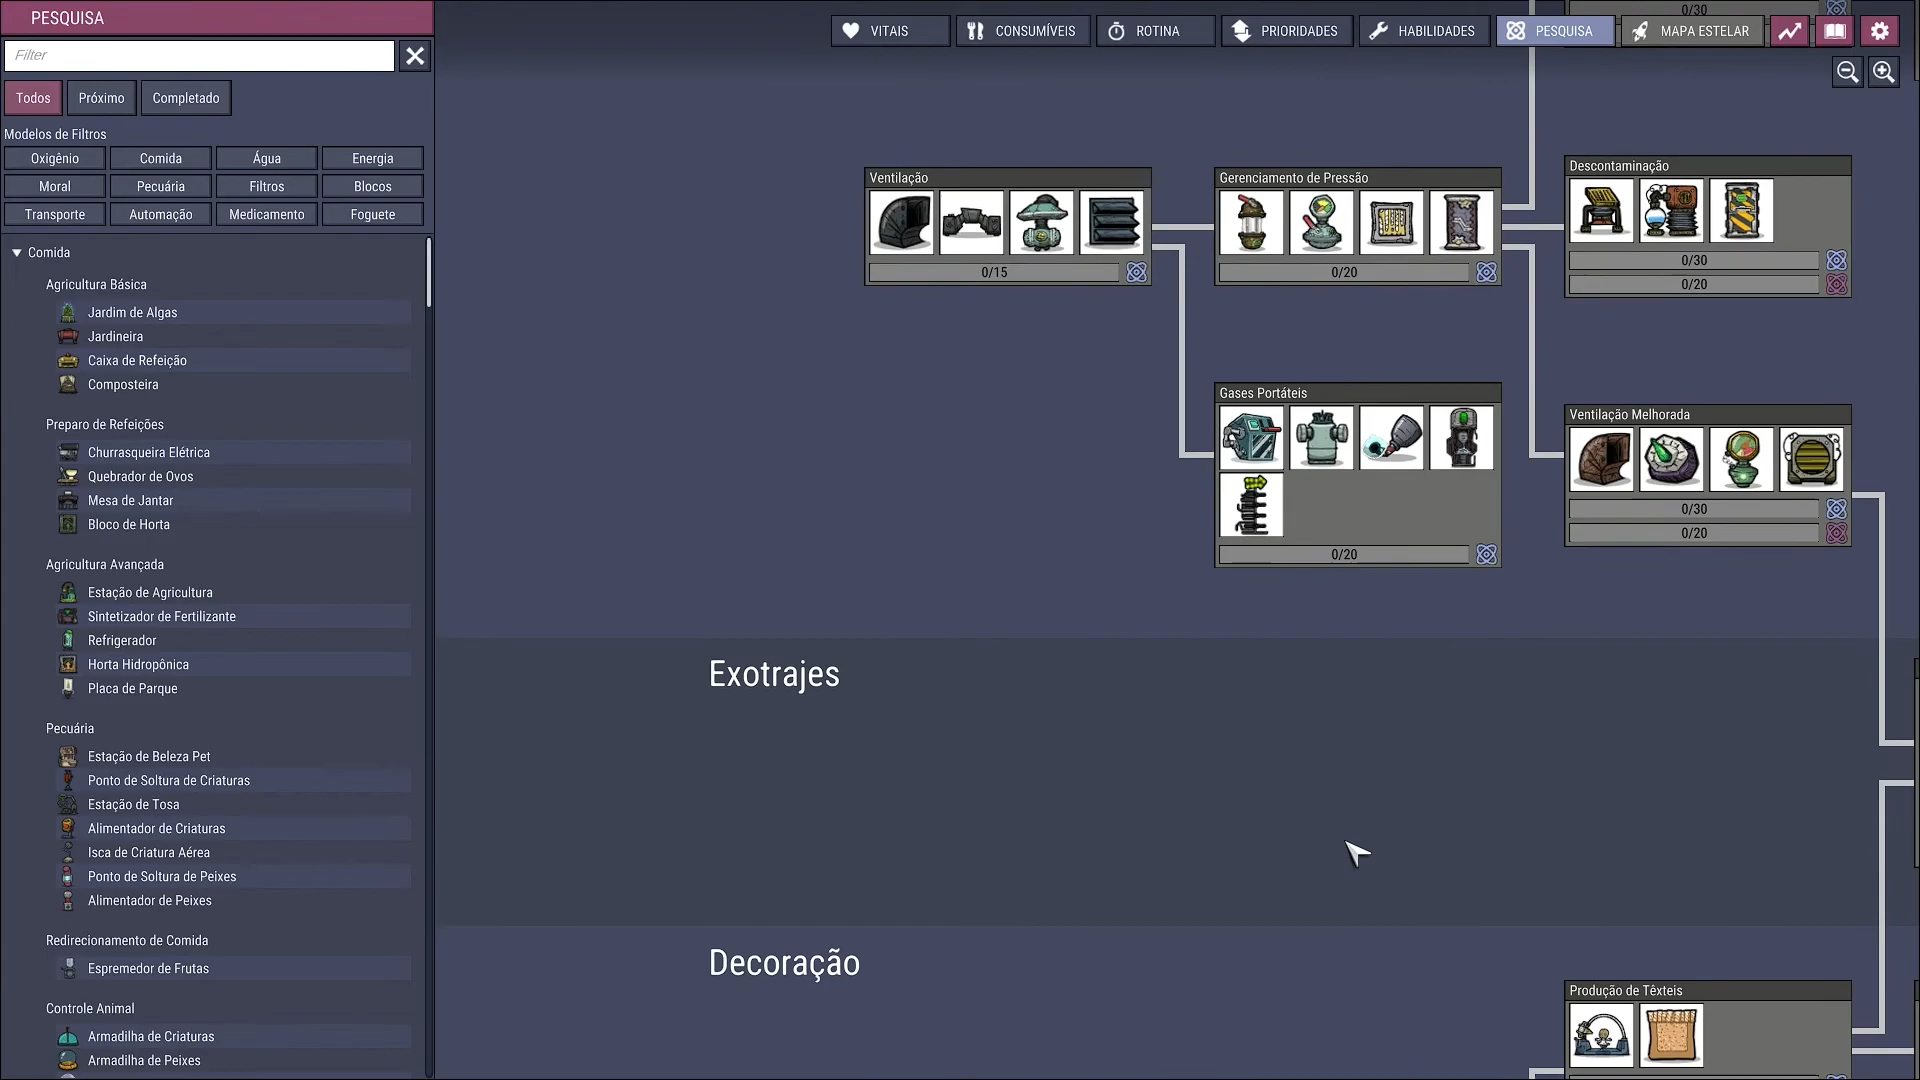 PESQUISA
Filter
Todos
Próximo
Completado
Modelos de Filtros
Oxigênio
Comida
Água
Energia
Moral
Pecuária
Filtros
Blocos
Transporte
Automação
Medicamento
Foguete
Comida
Agricultura Básica
Jardim de Algas
Jardineira
Caixa de Refeição
Composteira
Preparo de Refeições
Churrasqueira Elétrica
Quebrador de Ovos
Mesa de Jantar
Bloco de Horta
Agricultura Avançada
Estação de Agricultura
Sintetizador de Fertilizante
Refrigerador
Horta Hidropônica
Placa de Parque
Pecuária
Estação de Beleza Pet
Ponto de Soltura de Criaturas
Estação de Tosa
Alimentador de Criaturas
Isca de Criatura Aérea
Ponto de Soltura de Peixes
Alimentador de Peixes
Redirecionamento de Comida
Espremedor de Frutas
Controle Animal
Armadilha de Criaturas
Armadilha de Peixes
VITAIS
CONSUMÍVEIS
ROTINA
PRIORIDADES
HABILIDADES
PESQUISA
MAPA ESTELAR
0/30
Ventilação
0/15
Gerenciamento de Pressão
0/20
Descontaminação
0/30
0/20
Gases Portáteis
0/20
Ventilação Melhorada
0/30
0/20
Exotrajes
Decoração
Produção de Têxteis